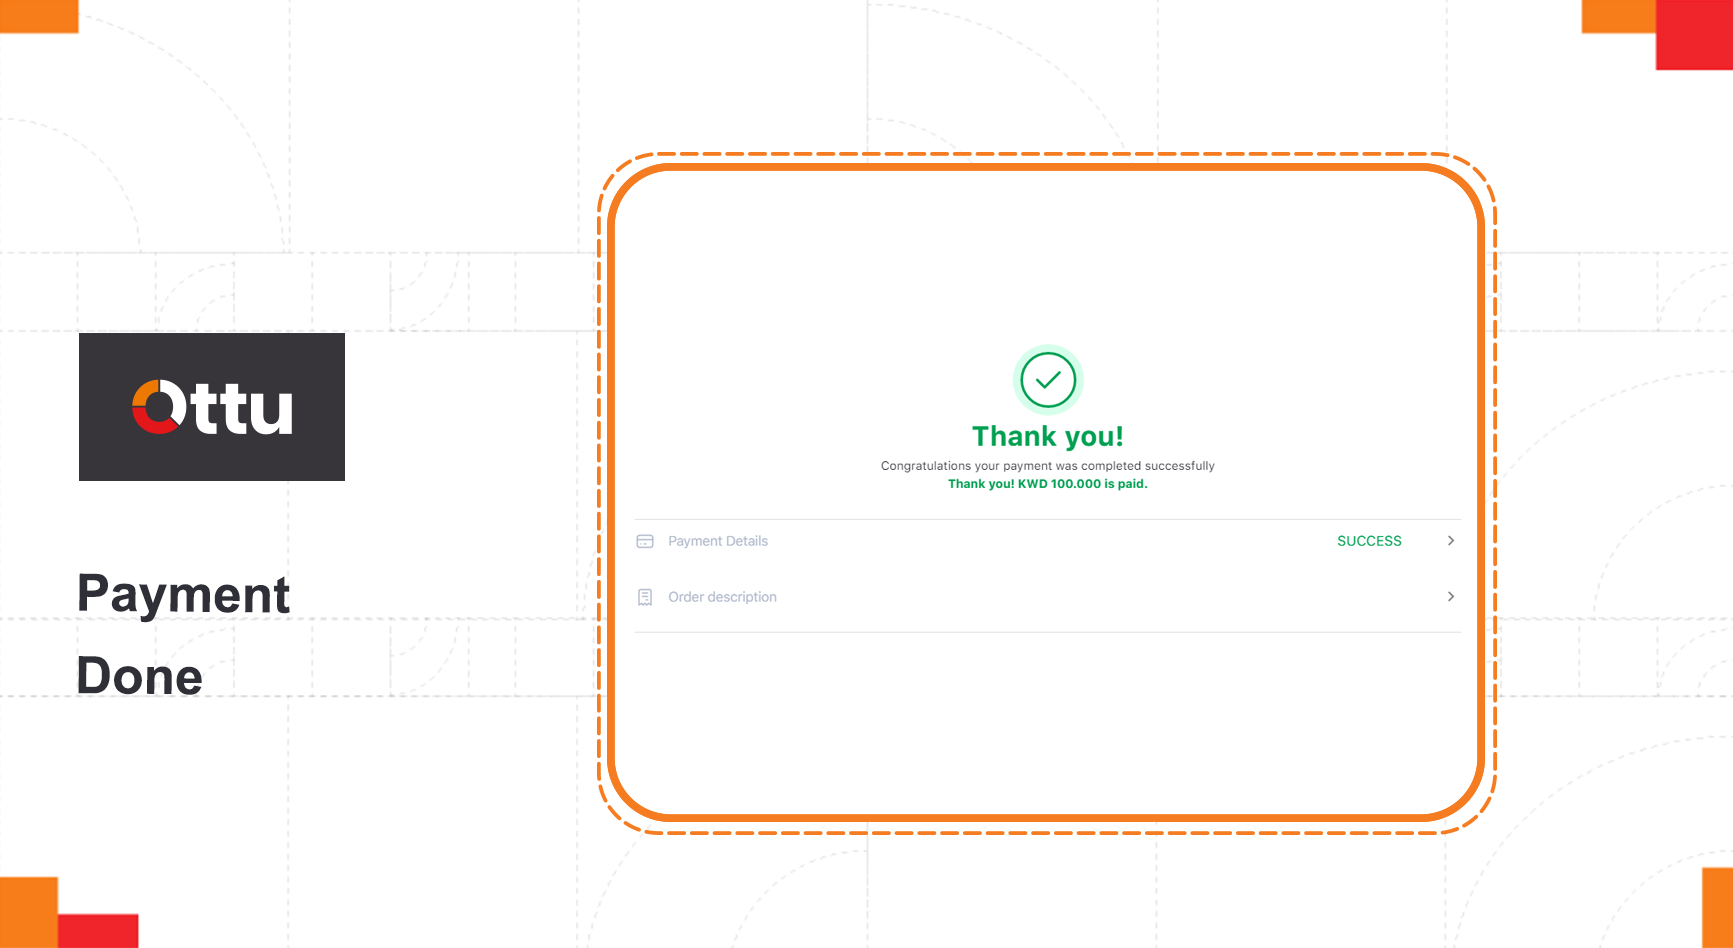 Ottu
Payment
Done
Thank you!
Congratulations your payment was completed successfully
Thank you! KWD 100.000 is paid.
Payment Details SUCCESS
Order description